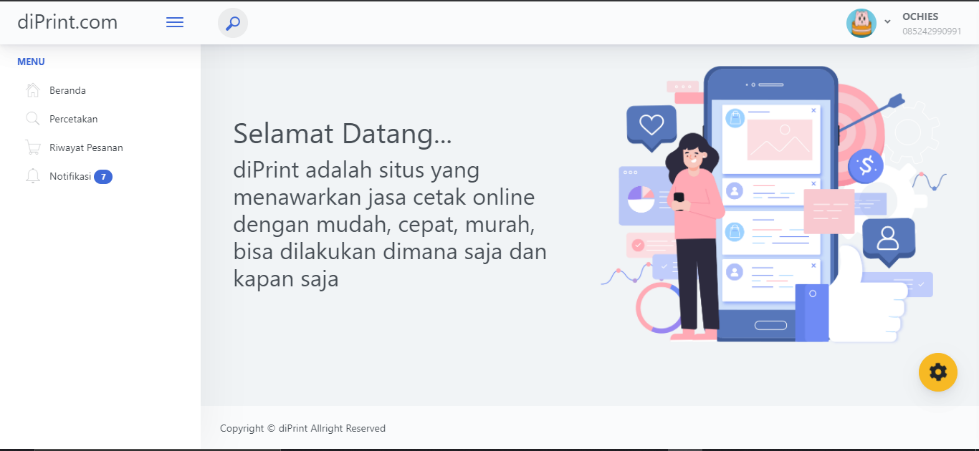 diPrint.com
OCHIES
085242990991
MENU
Beranda
Percetakan
Riwayat Pesanan
Notifikasi 7
Selamat Datang...
diPrint adalah situs yang
menawarkan jasa cetak online
dengan mudah, cepat, murah,
bisa dilakukan dimana saja dan
kapan saja
$
Copyright © diPrint Allright Reserved